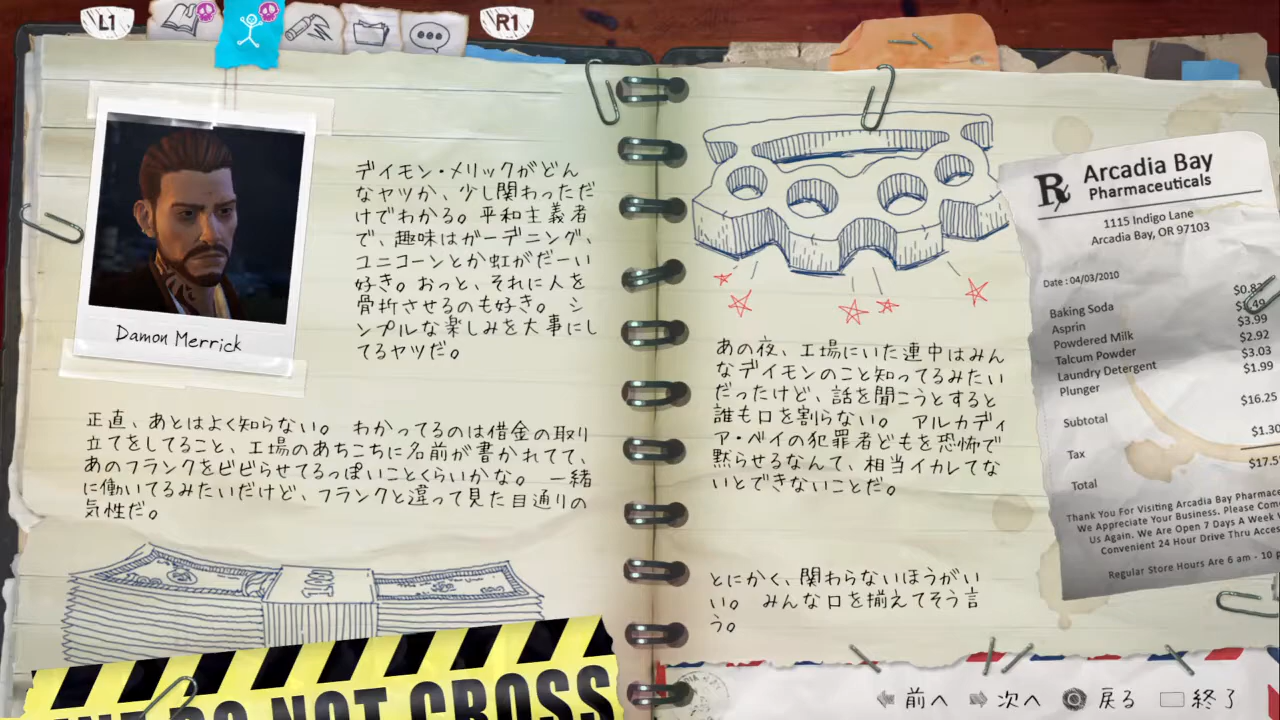 L1
R1
Damon Merrick
デイモン・メリックがどん
なヤツか、少し関わっただ
けでわかる。平和主義者
で、趣味はガーデニング、
ユニコーンとか虹がだーい
好き。おっと、それに人を
骨折させるのも好き。シ
ンプルな楽しみを大事にし
てるヤツだ。
正直、あとはよく知らない。 わかってるのは借金の取り
立てをしてること、工場のあちこちに名前が書かれてて、
あのフランクをビビらせてるっぽいことくらいかな。 一緒
に働いてるみたいだけど、フランクと違って見た目通りの
気性だ。
100
100
DO NOT CROSS
あの夜、工場にいた連中はみん
なデイモンのこと知ってるみたい
だったけど、話を聞こうとすると
誰も口を割らない。 アルカディ
ア・ベイの犯罪者どもを恐怖で
黙らせるなんて、相当イカレてな
いとできないことだ。
とにかく、関わらないほうがい
い。 みんな口を揃えてそう言
う。
Rx Arcadia Bay
Pharmaceuticals
1115 Indigo Lane
Arcadia Bay, OR 97103
Date : 04/03/2010
Baking Soda
Asprin $3.99
Powdered Milk $2.92
Talcum Powder $3.03
Laundry Detergent $1.99
Plunger
Subtotal $16.25
Tax $1.30
Total $17.5
Thank You For Visiting Arcadia Bay Pharmace
We Appreciate Your Business. Please Com
Us Again. We Are Open 7 Days A Week
Convenient 24 Hour Drive Thru Acces
Regular Store Hours Are 6 am - 10 p
前へ 次へ 戻る 終了